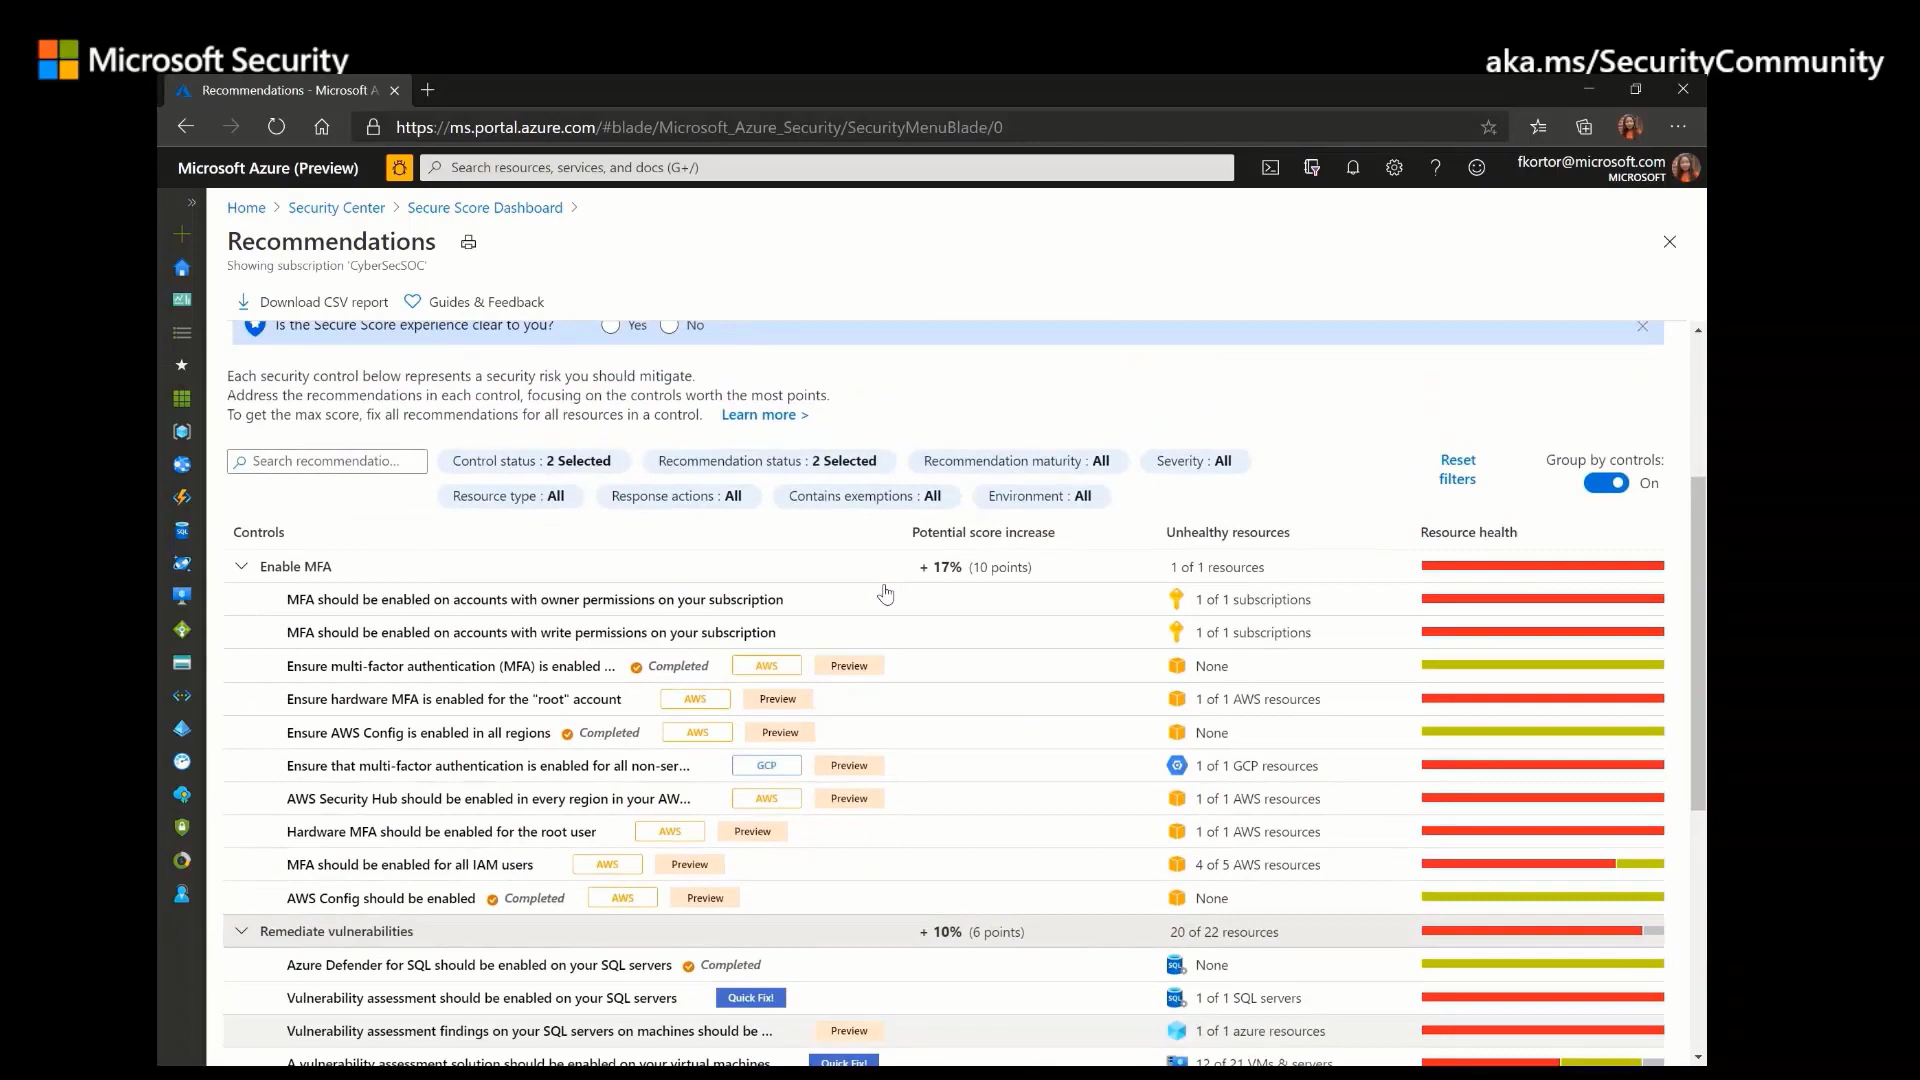 Microsoft Security
aka.ms/SecurityCommunity
Recommendations - Microsoft A
https://ms.portal.azure.com/#blade/Microsoft_Azure_Security/SecurityMenuBlade/0
Microsoft Azure (Preview)
Search resources, services, and docs (G+/)
fkortor@microsoft.com
MICROSOFT
Home > Security Center > Secure Score Dashboard >
Recommendations
Showing subscription 'CyberSecSOC'
Download CSV report Guides & Feedback
Is the Secure Score experience clear to you? Yes No
Each security control below represents a security risk you should mitigate.
Address the recommendations in each control, focusing on the controls worth the most points.
To get the max score, fix all recommendations for all resources in a control. Learn more >
Search recommendatio...
Control status : 2 Selected Recommendation status : 2 Selected Recommendation maturity : All Severity : All
Resource type : All Response actions : All Contains exemptions : All Environment : All
Reset
filters
Group by controls:
On
Controls Potential score increase Unhealthy resources Resource health
Enable MFA + 17% (10 points) 1 of 1 resources
MFA should be enabled on accounts with owner permissions on your subscription 1 of 1 subscriptions
MFA should be enabled on accounts with write permissions on your subscription 1 of 1 subscriptions
Ensure multi-factor authentication (MFA) is enabled ... Completed AWS Preview None
Ensure hardware MFA is enabled for the "root" account AWS Preview 1 of 1 AWS resources
Ensure AWS Config is enabled in all regions Completed AWS Preview None
Ensure that multi-factor authentication is enabled for all non-ser... GCP Preview 1 of 1 GCP resources
AWS Security Hub should be enabled in every region in your AW... AWS Preview 1 of 1 AWS resources
Hardware MFA should be enabled for the root user AWS Preview 1 of 1 AWS resources
MFA should be enabled for all IAM users AWS Preview 4 of 5 AWS resources
AWS Config should be enabled Completed AWS Preview None
Remediate vulnerabilities + 10% (6 points) 20 of 22 resources
Azure Defender for SQL should be enabled on your SQL servers Completed None
Vulnerability assessment should be enabled on your SQL servers Quick Fix! 1 of 1 SQL servers
Vulnerability assessment findings on your SQL servers on machines should be ... Preview 1 of 1 azure resources
A vulnerability assessment solution should be enabled on your virtual machines Quick Fix! 12 of 21 VMs & servers